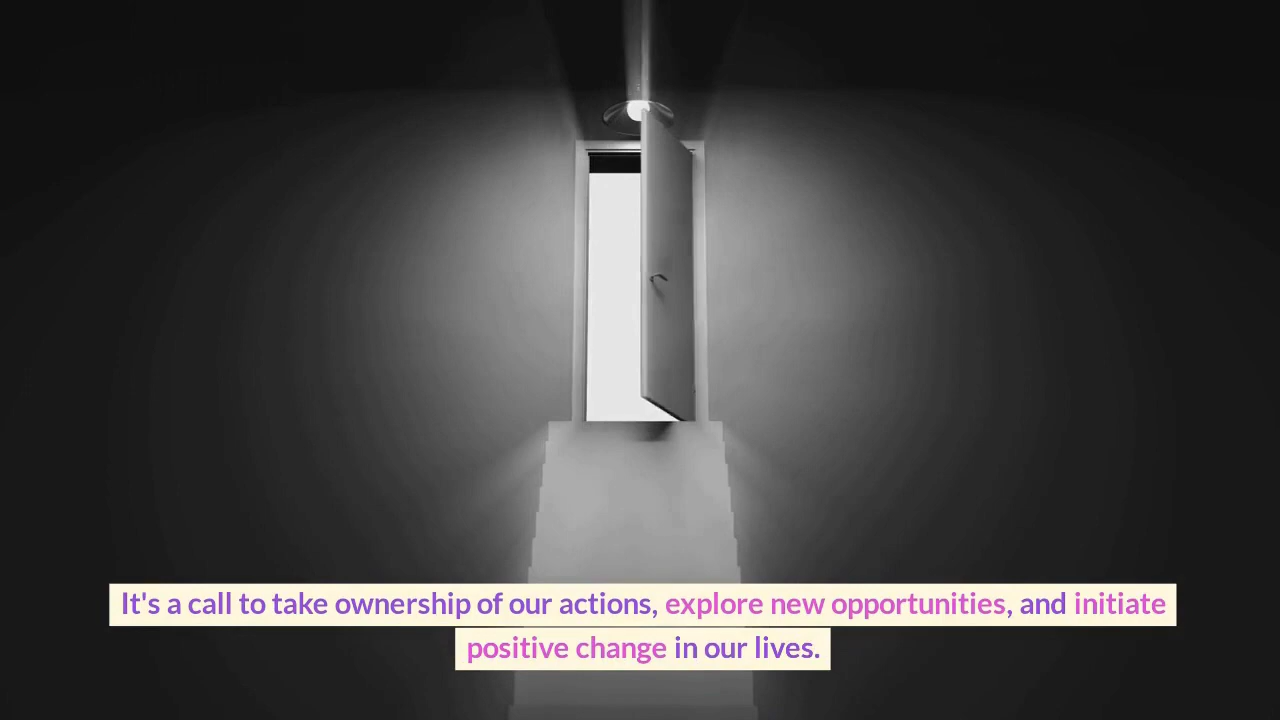 It's a call to take ownership of our actions, explore new opportunities, and initiate
positive change in our lives.